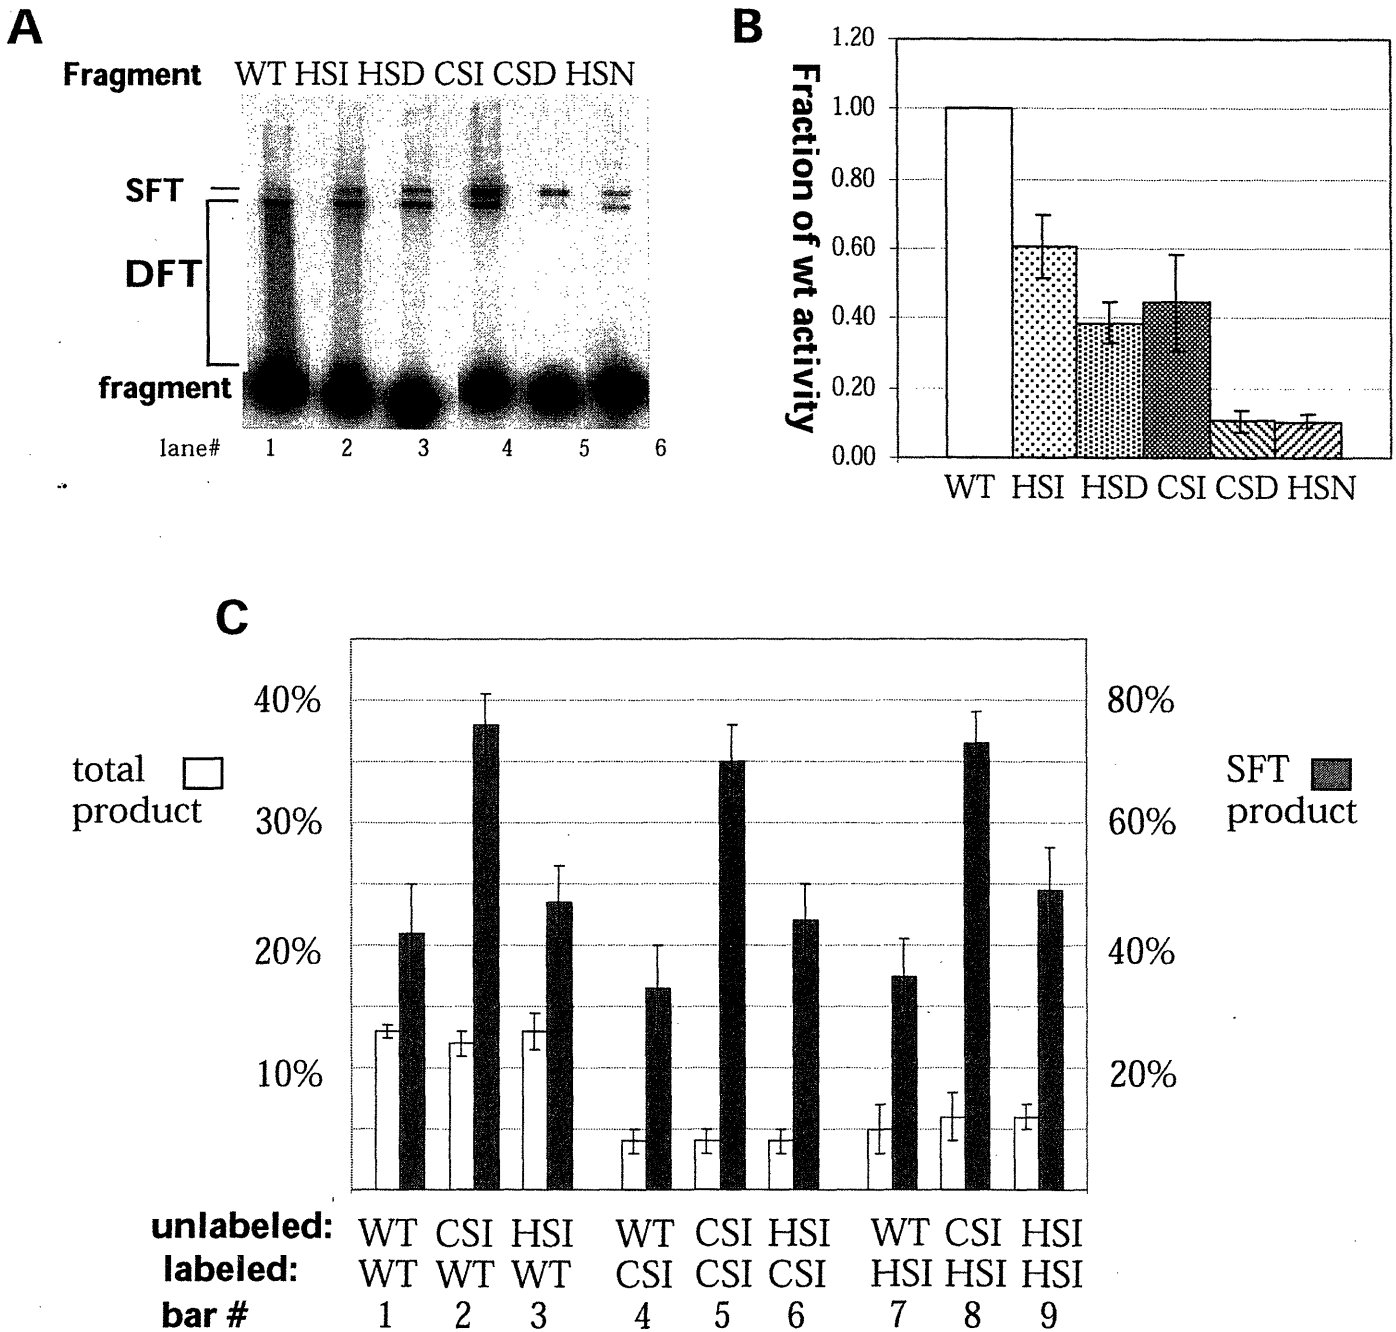 A
Fragment WT HSI HSD CSI CSD HSN
SFT
DFT
fragment
lane# 1 2 3 4 5 6
B
Fraction of wt activity
1.20
1.00
0.80
0.60
0.40
0.20
0.00
WT HSI HSD CSI CSD HSN
C
40% 80%
30% 60%
20% 40%
10% 20%
total
product
SFT
product
unlabeled: WT CSI HSI WT CSI HSI WT CSI HSI
labeled: WT WT WT CSI CSI CSI HSI HSI HSI
bar # 1 2 3 4 5 6 7 8 9